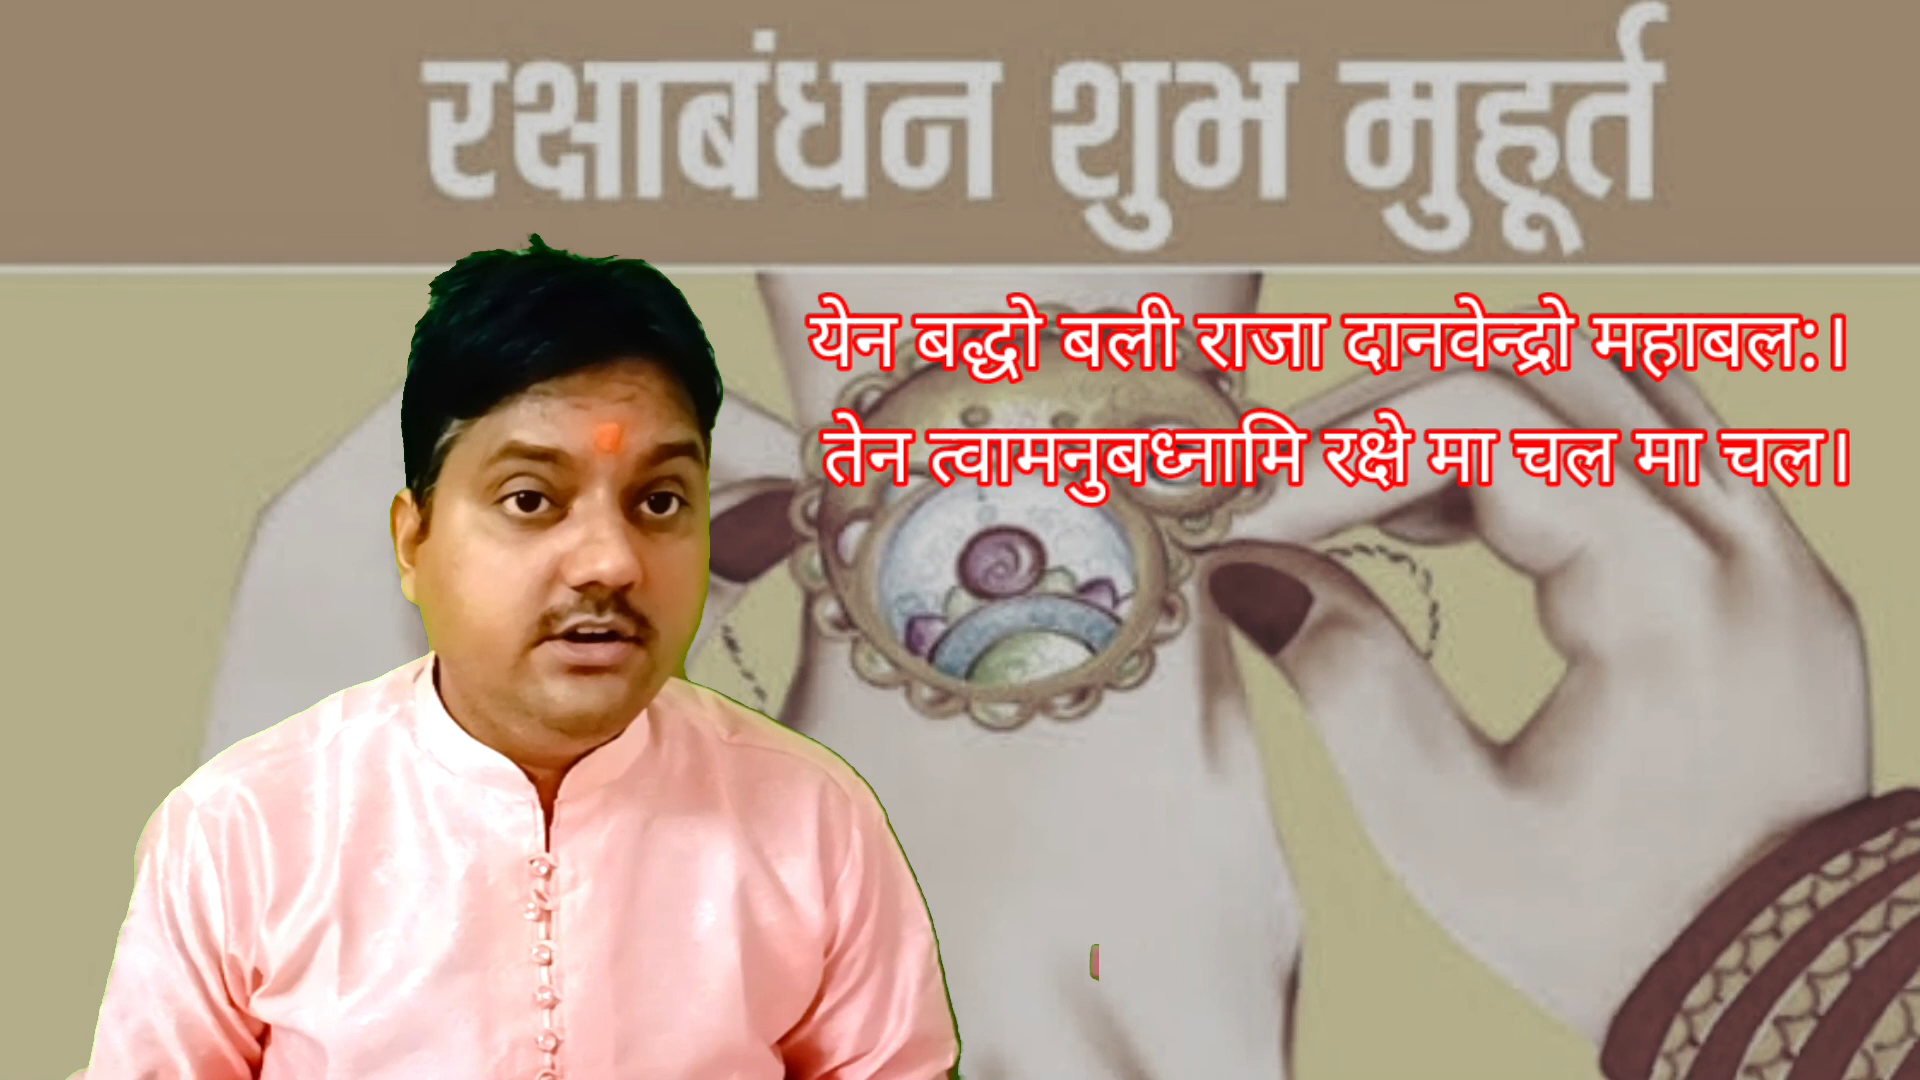 रक्षाबंधन शुभ मुहूर्त
येन बद्धो बली राजा दानवेन्द्रो महाबल:।
तेन त्वामनुबध्नामि रक्षे मा चल मा चल।